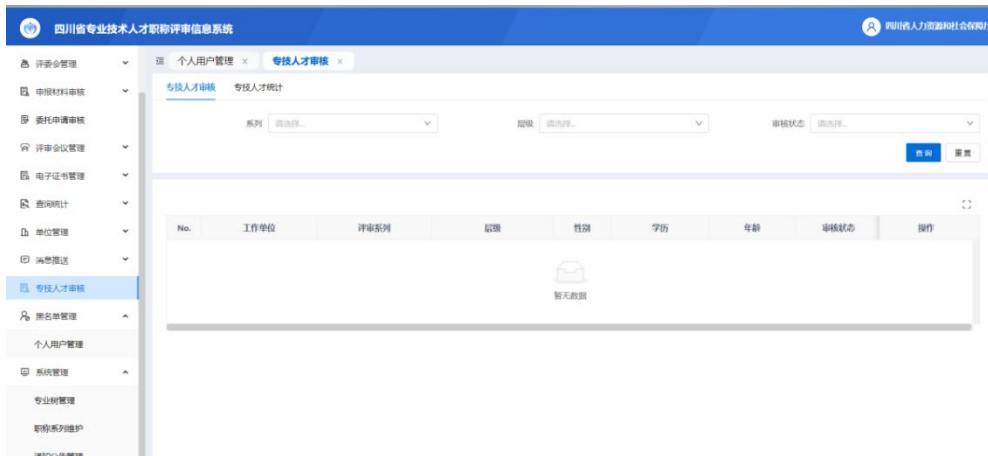 四川省专业技术人才职称评审信息系统
四川省人力资源和社会保障厅
评委会管理
申报材料审核
委托申请审核
评审会议管理
电子证书管理
查询统计
单位管理
消息推送
专技人才审核
黑名单管理
个人用户管理
系统管理
专业树管理
职称系列维护
通知公告管理
个人用户管理 × 专技人才审核 ×
专技人才审核 专技人才统计
系列 请选择... 层级 请选择... 审核状态 请选择...
查询 重置
No. 工作单位 评审系列 层级 性别 学历 年龄 审核状态 操作
暂无数据